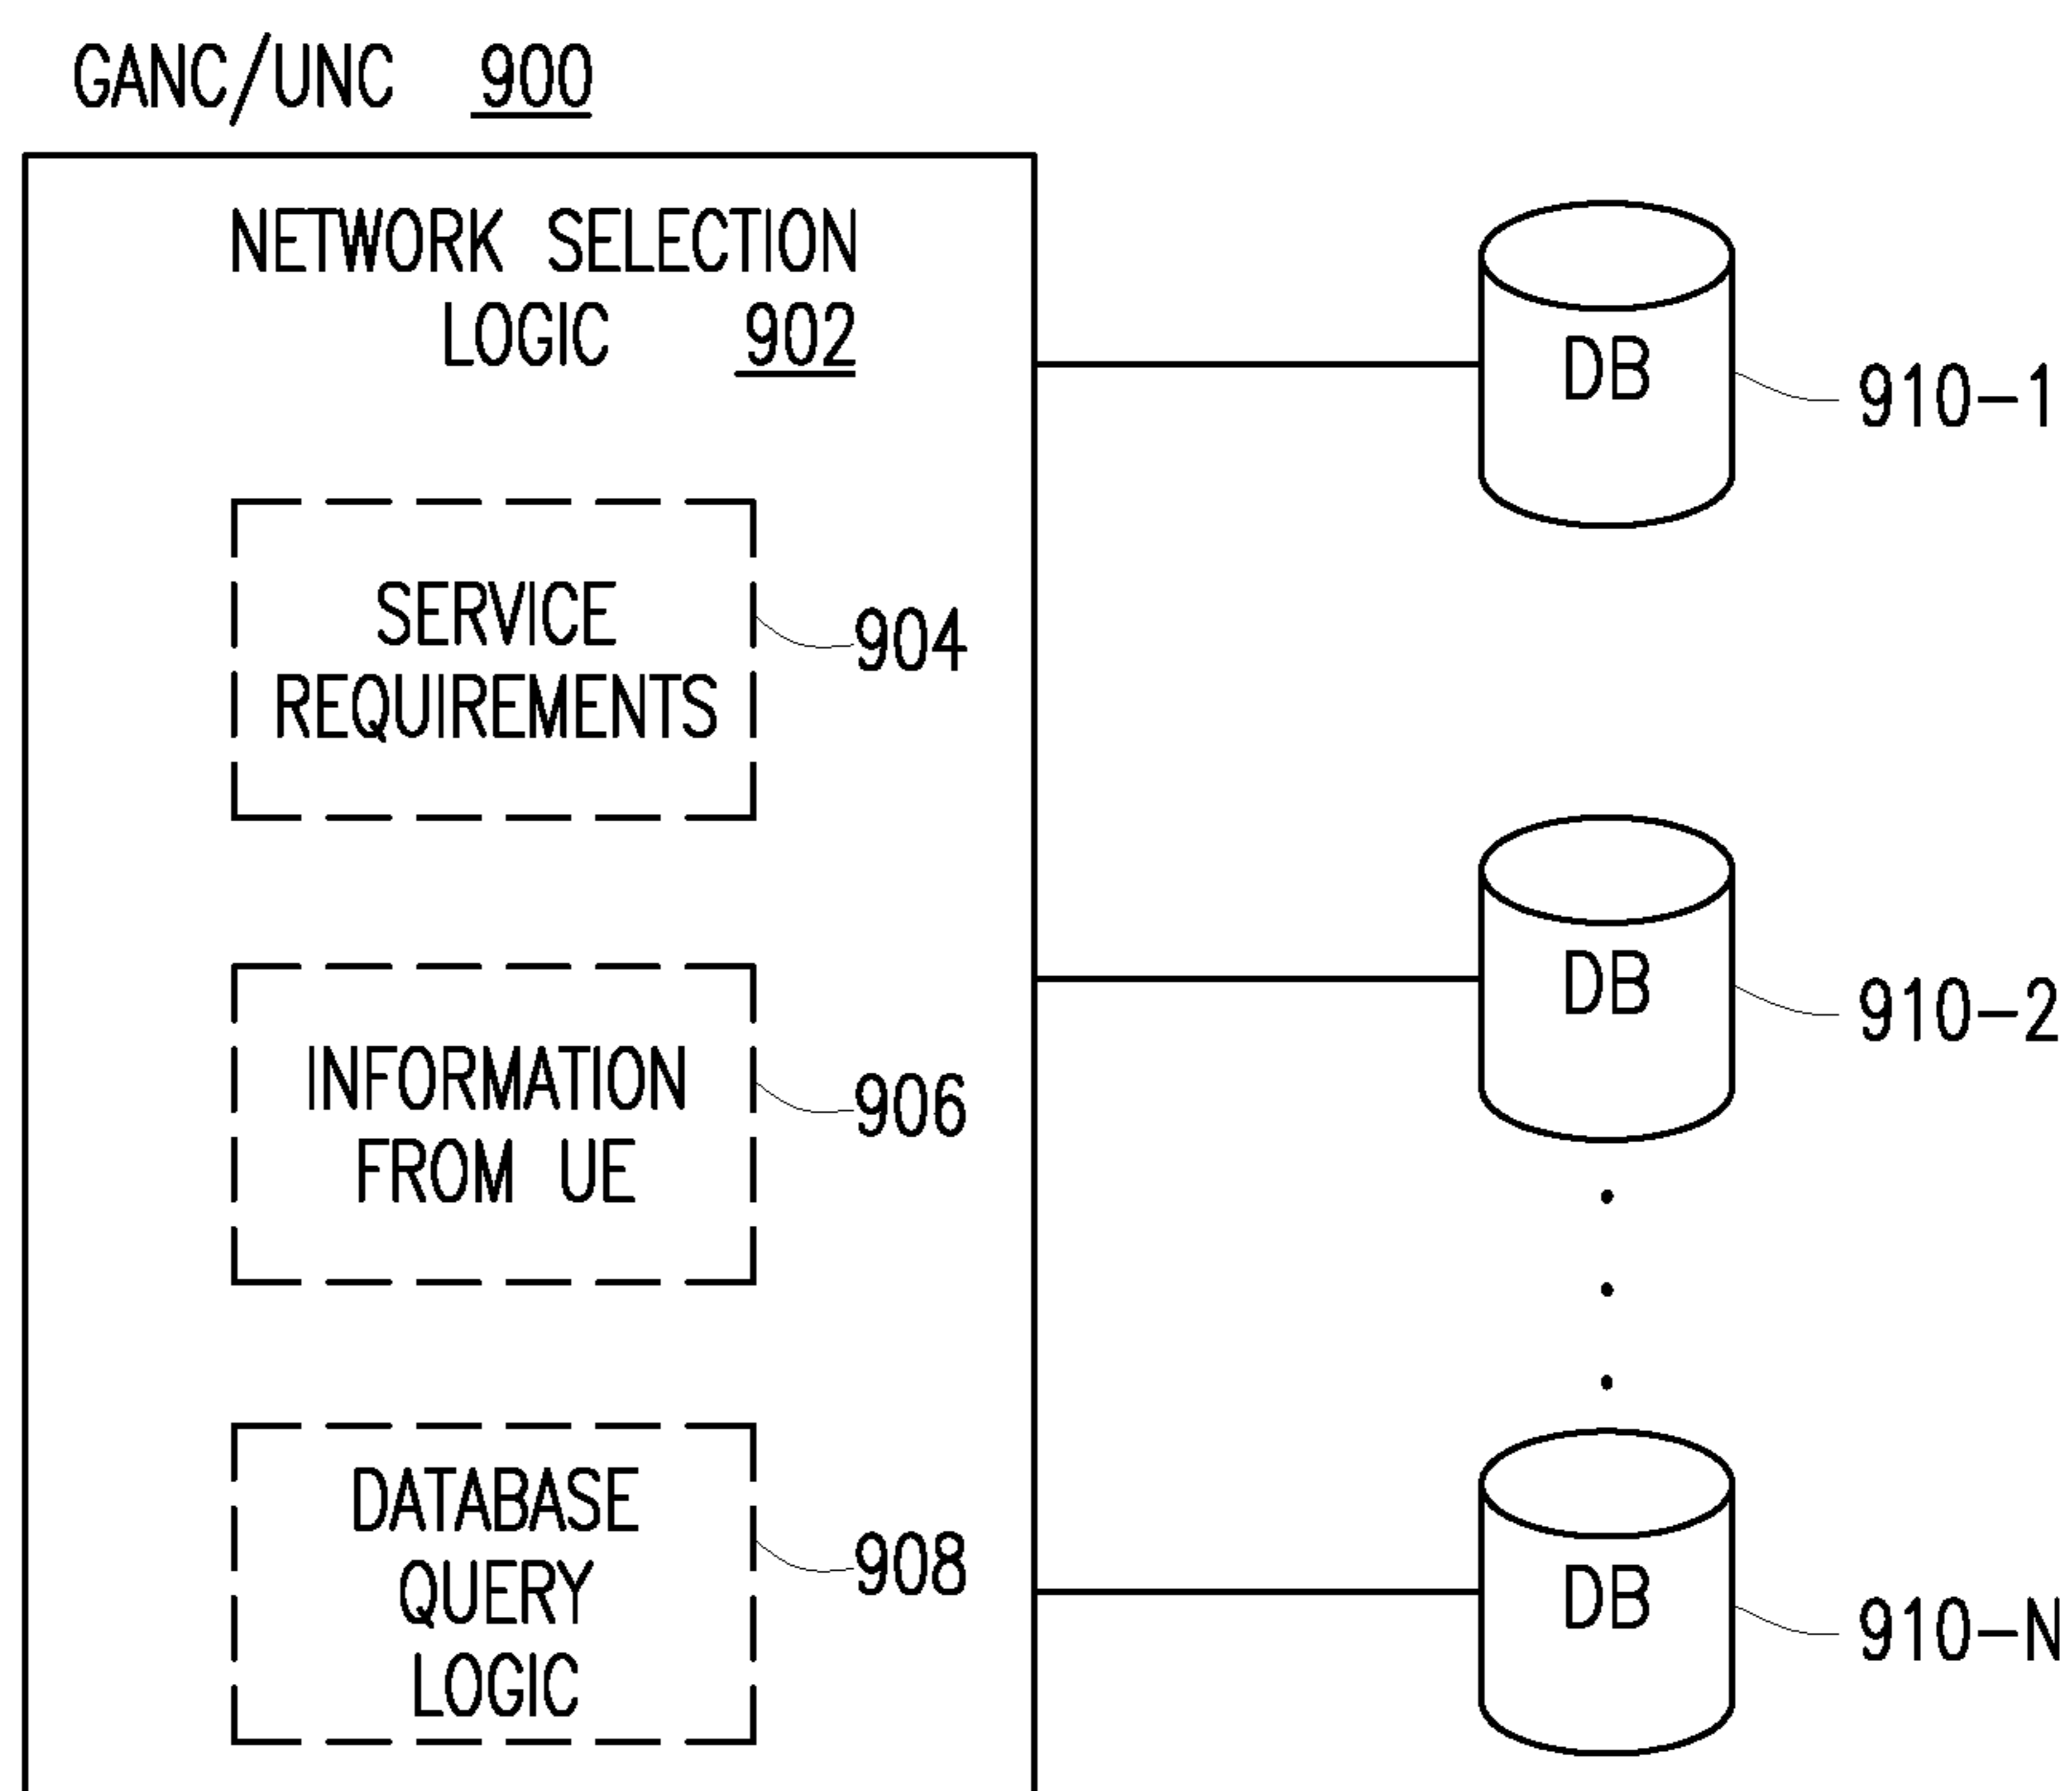 GANC/UNC 900
NETWORK SELECTION
LOGIC 902
SERVICE
REQUIREMENTS
904
INFORMATION
FROM UE
906
DATABASE
QUERY
LOGIC
908
DB
910-1
DB
910-2
DB
910-N